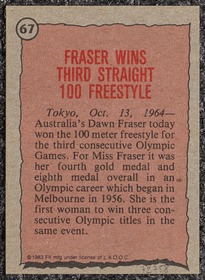 67
FRASER WINS
THIRD STRAIGHT
100 FREESTYLE
Tokyo, Oct. 13, 1964—
Australia's Dawn Fraser today
won the 100 meter freestyle for
the third consecutive Olympic
Games. For Miss Fraser it was
her fourth gold medal and
eighth medal overall in an
Olympic career which began in
Melbourne in 1956. She is the
first woman to win three con-
secutive Olympic titles in the
same event.
©1983 FX mfg under license of L.A.O.O.C.